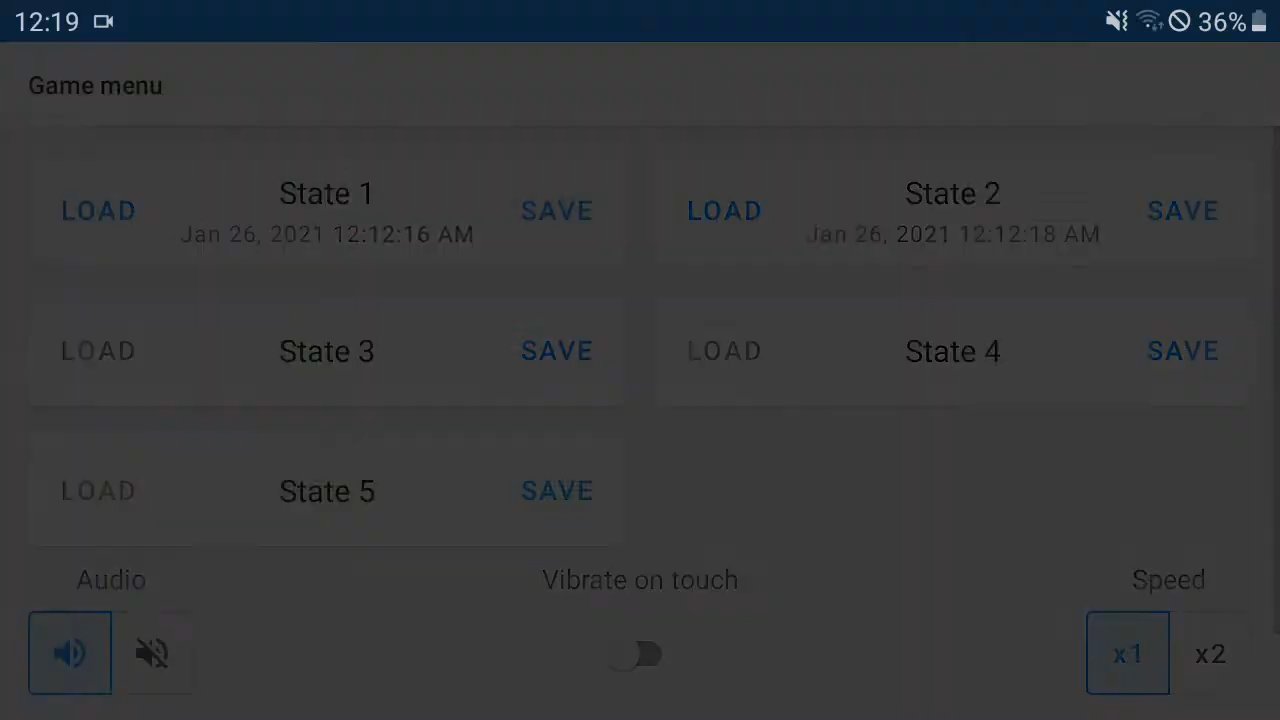 12:19 36%
Game menu
LOAD State 1 SAVE
Jan 26, 2021 12:12:16 AM
LOAD State 2 SAVE
Jan 26, 2021 12:12:18 AM
LOAD State 3 SAVE
LOAD State 4 SAVE
LOAD State 5 SAVE
Audio Vibrate on touch Speed
x1 x2